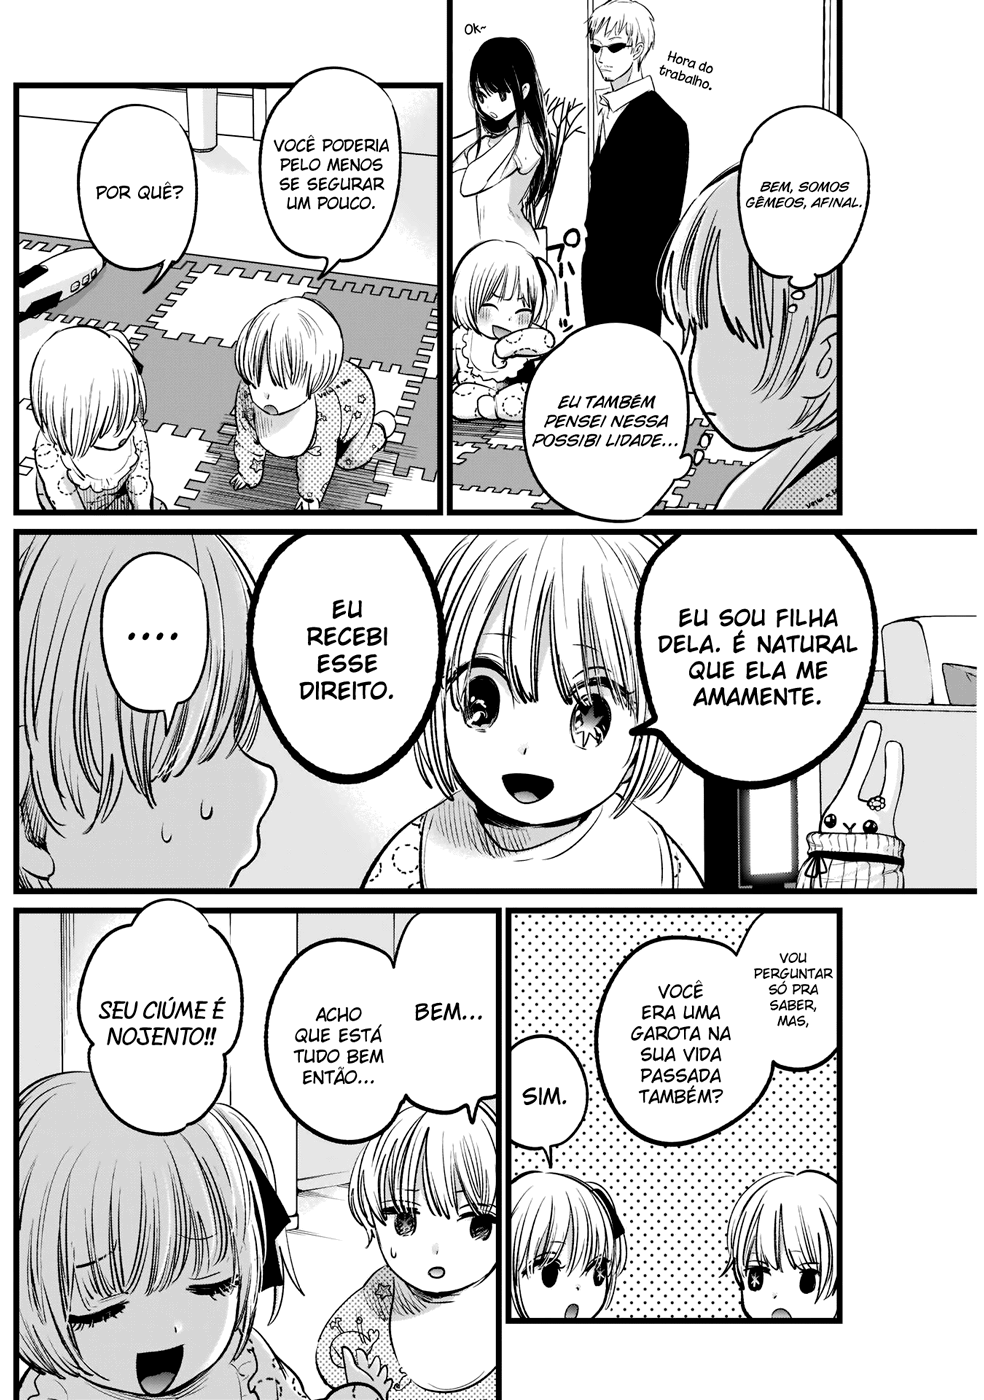 Ok~
Hora do
trabalho.
BEM, SOMOS
GÊMEOS, AFINAL.
EU TAMBÉM
PENSEI NESSA
POSSIBI LIDADE...
VOCÊ PODERIA
PELO MENOS
SE SEGURAR
UM POUCO.
POR QUÊ?
EU SOU FILHA
DELA. É NATURAL
QUE ELA ME
AMAMENTE.
EU
RECEBI
ESSE
DIREITO.
....
VOU
PERGUNTAR
SÓ PRA
SABER,
MAS,
VOCÊ
ERA UMA
GAROTA NA
SUA VIDA
PASSADA
TAMBÉM?
SIM.
BEM...
ACHO
QUE ESTÁ
TUDO BEM
ENTÃO...
SEU CIÚME É
NOJENTO!!